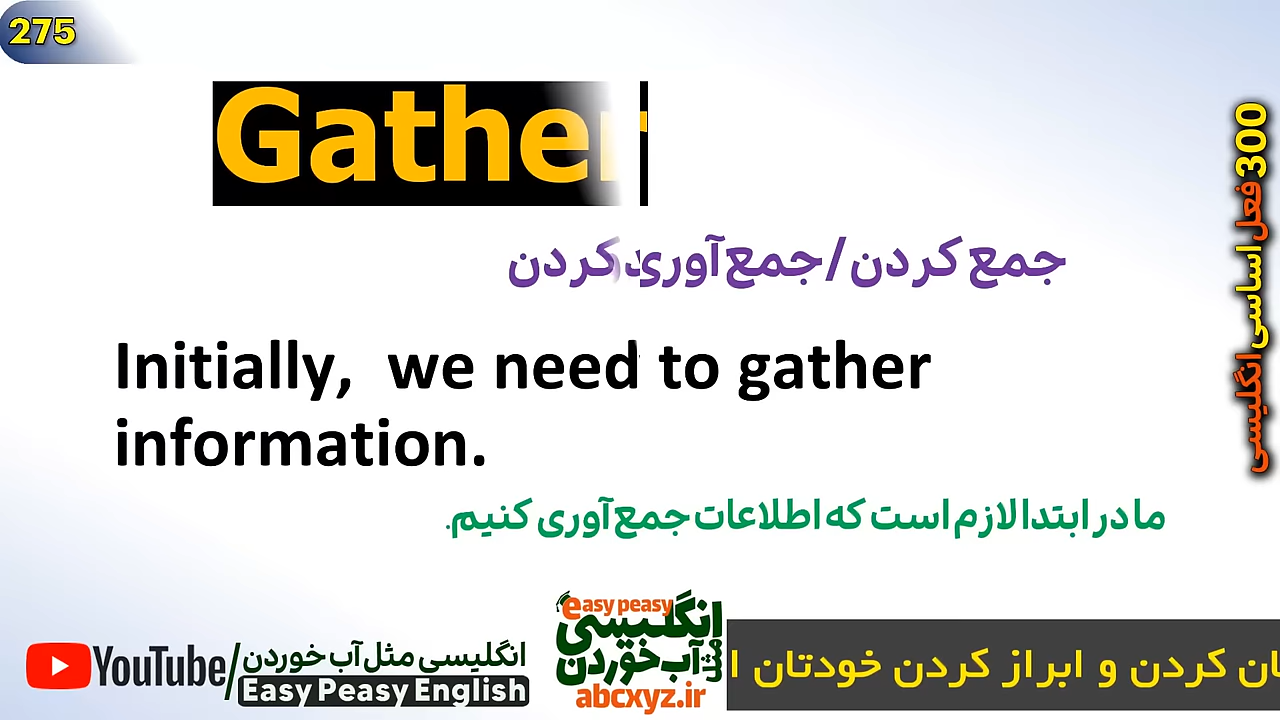 275
Gather
جمع کردن/جمع‌آوری کردن
Initially, we need to gather
information.
ما در ابتدا لازم است که اطلاعات جمع‌آوری کنیم.
300 فعل اساسی انگلیسی
YouTube/انگلیسی مثل آب خوردن
Easy Peasy English
easy peasy
انگلیسی
مثل
آب خوردن
abcxyz.ir
کردن و ابراز کردن خودتان